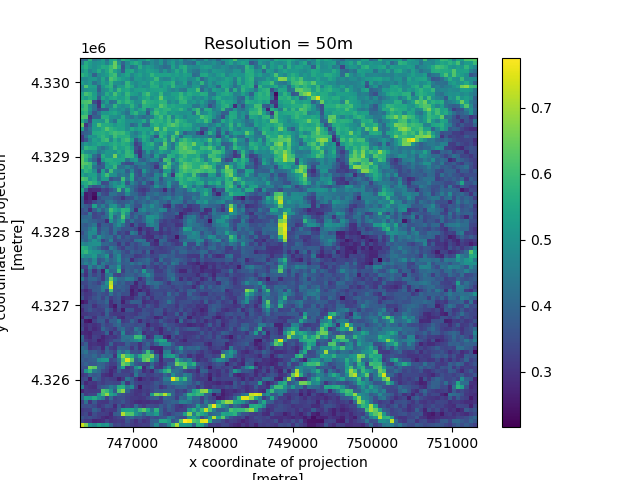 Resolution = 50m
1e6
4.330
4.329
4.328
4.327
4.326
y coordinate of projection
[metre]
747000 748000 749000 750000 751000
x coordinate of projection
[metre]
0.7
0.6
0.5
0.4
0.3